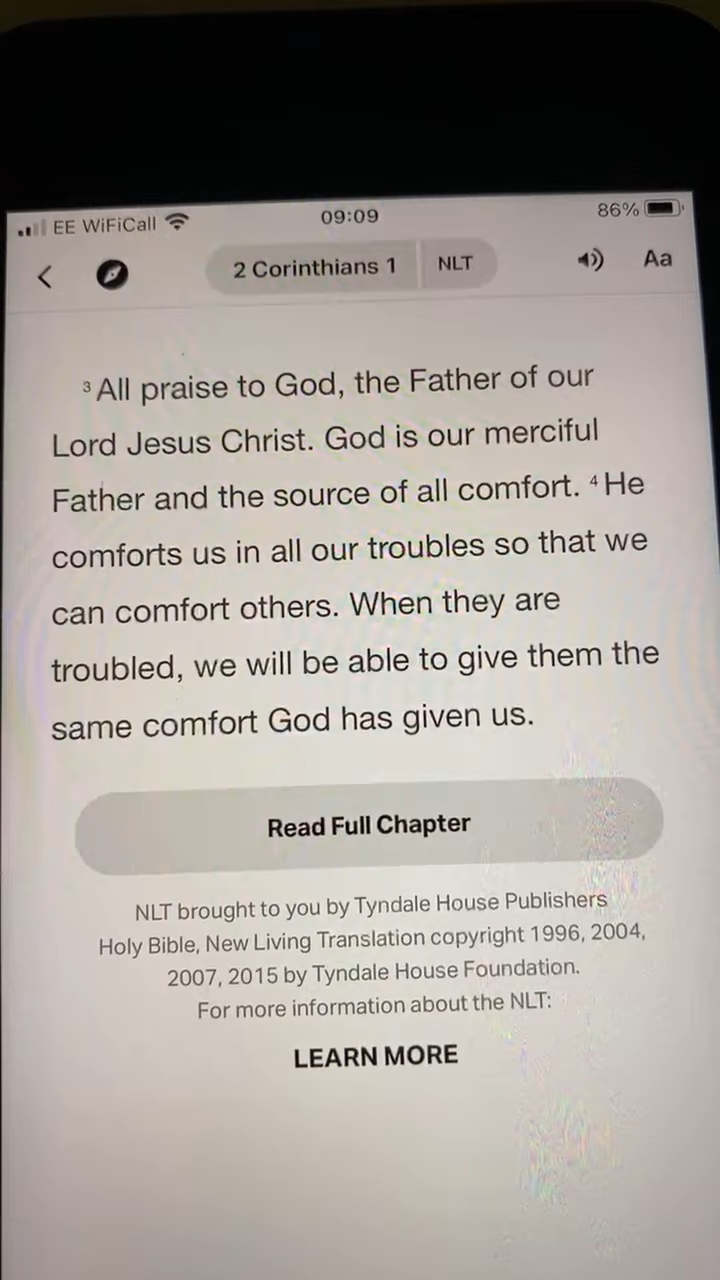 EE WiFiCall 09:09 86%
2 Corinthians 1 NLT Aa
3 All praise to God, the Father of our
Lord Jesus Christ. God is our merciful
Father and the source of all comfort. 4 He
comforts us in all our troubles so that we
can comfort others. When they are
troubled, we will be able to give them the
same comfort God has given us.
Read Full Chapter
NLT brought to you by Tyndale House Publishers
Holy Bible, New Living Translation copyright 1996, 2004,
2007, 2015 by Tyndale House Foundation.
For more information about the NLT:
LEARN MORE